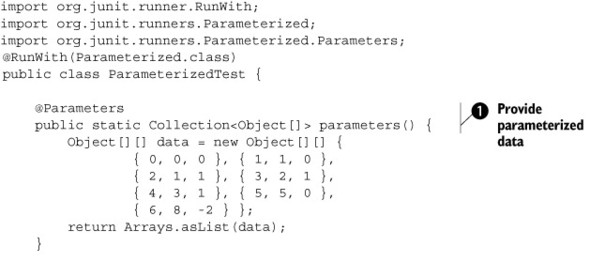 import org.junit.runner.RunWith;
import org.junit.runners.Parameterized;
import org.junit.runners.Parameterized.Parameters;
@RunWith(Parameterized.class)
public class ParameterizedTest {
    @Parameters
    public static Collection<Object[]> parameters() {
        Object[][] data = new Object[][] {
                { 0, 0, 0 }, { 1, 1, 0 },
                { 2, 1, 1 }, { 3, 2, 1 },
                { 4, 3, 1 }, { 5, 5, 0 },
                { 6, 8, -2 } };
        return Arrays.asList(data);
    }
1 Provide
parameterized
data